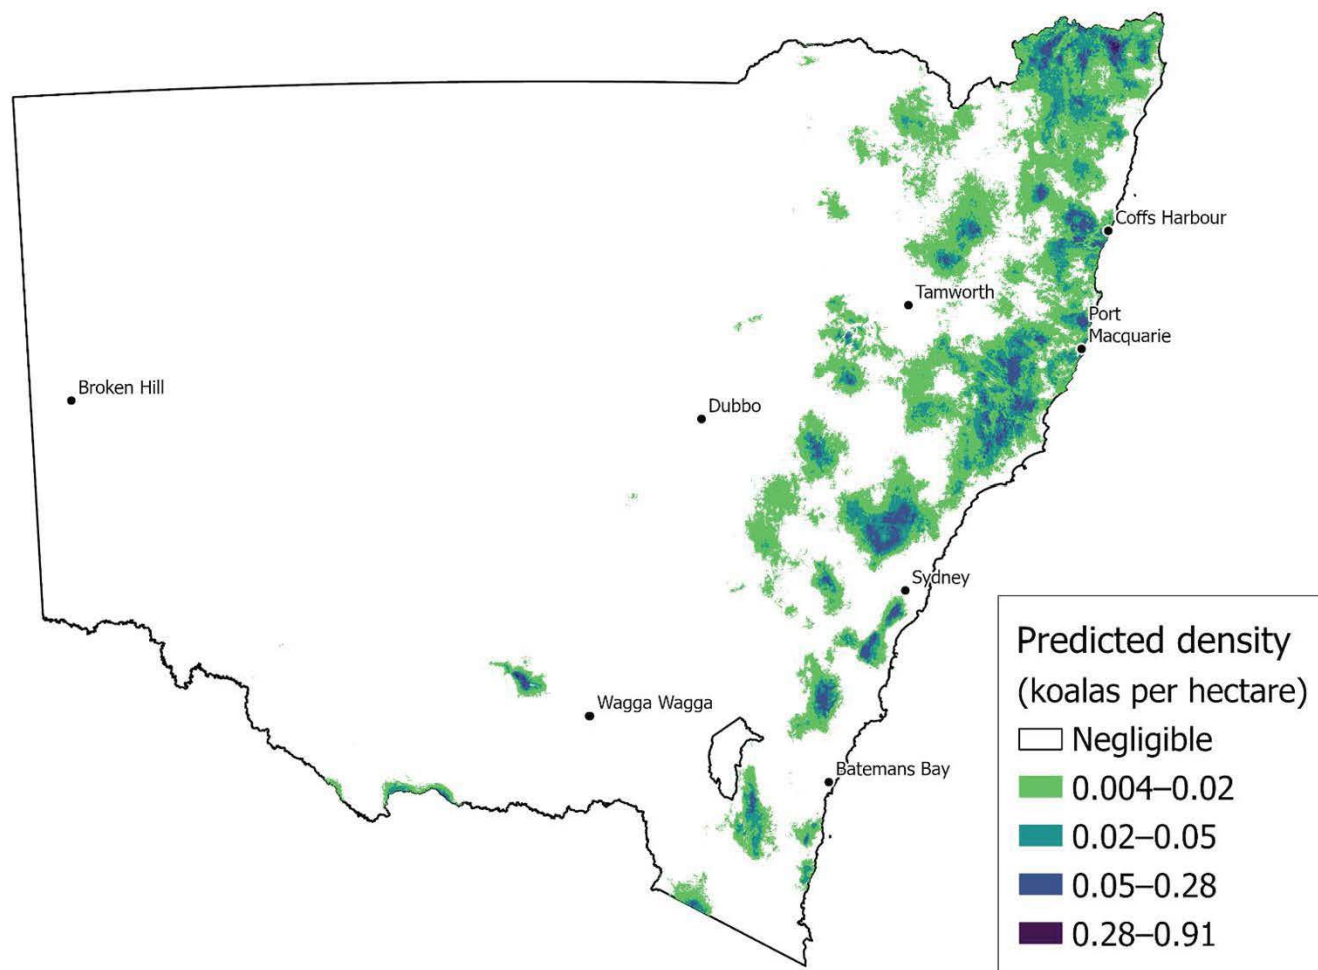 Coffs Harbour
Tamworth
Port
Macquarie
Broken Hill
Dubbo
Sydney
Wagga Wagga
Batemans Bay
Predicted density
(koalas per hectare)
Negligible
0.004–0.02
0.02–0.05
0.05–0.28
0.28–0.91